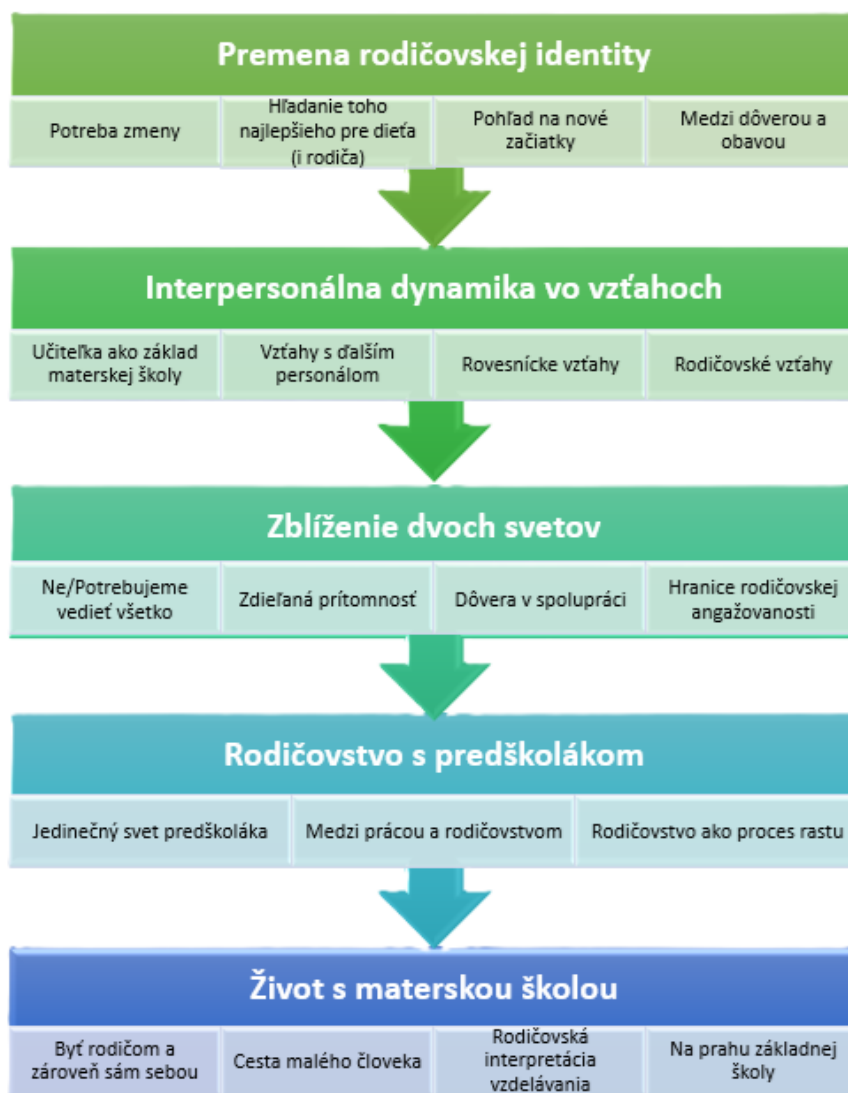 Premena rodičovskej identity
Potreba zmeny
Hľadanie toho
najlepšieho pre dieťa
(i rodiča)
Pohľad na nové
začiatky
Medzi dôverou a
obavou
Interpersonálna dynamika vo vzťahoch
Učiteľka ako základ
materskej školy
Vzťahy s ďalším
personálom
Rovesnícke vzťahy
Rodičovské vzťahy
Zblíženie dvoch svetov
Ne/Potrebujeme
vedieť všetko
Zdieľaná prítomnosť
Dôvera v spolupráci
Hranice rodičovskej
angažovanosti
Rodičovstvo s predškolákom
Jedinečný svet predškoláka
Medzi prácou a rodičovstvom
Rodičovstvo ako proces rastu
Život s materskou školou
Byť rodičom a
zároveň sám sebou
Cesta malého človeka
Rodičovská
interpretácia
vzdelávania
Na prahu základnej
školy